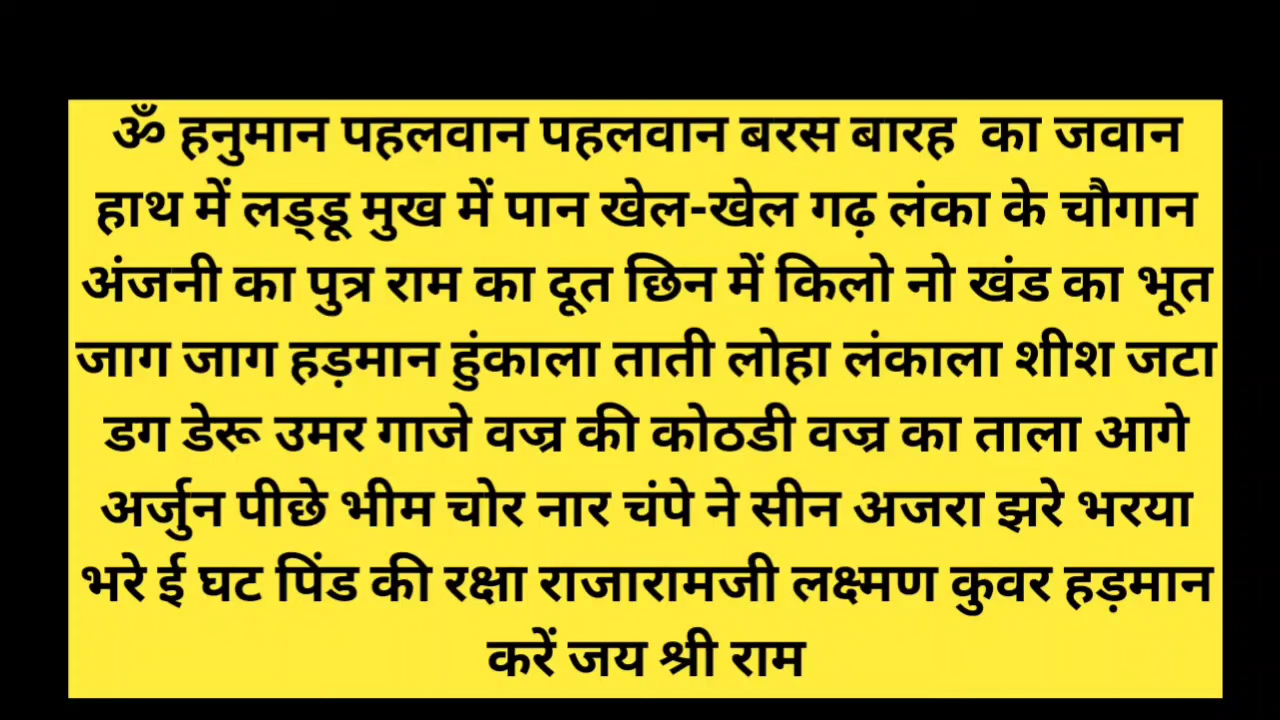 ॐ हनुमान पहलवान पहलवान बरस बारह का जवान
हाथ में लड्डू मुख में पान खेल-खेल गढ़ लंका के चौगान
अंजनी का पुत्र राम का दूत छिन में किलो नो खंड का भूत
जाग जाग हड़मान हुंकाला ताती लोहा लंकाला शीश जटा
डग डेरू उमर गाजे वज्र की कोठडी वज्र का ताला आगे
अर्जुन पीछे भीम चोर नार चंपे ने सीन अजरा झरे भरया
भरे ई घट पिंड की रक्षा राजारामजी लक्ष्मण कुवर हड़मान
करें जय श्री राम